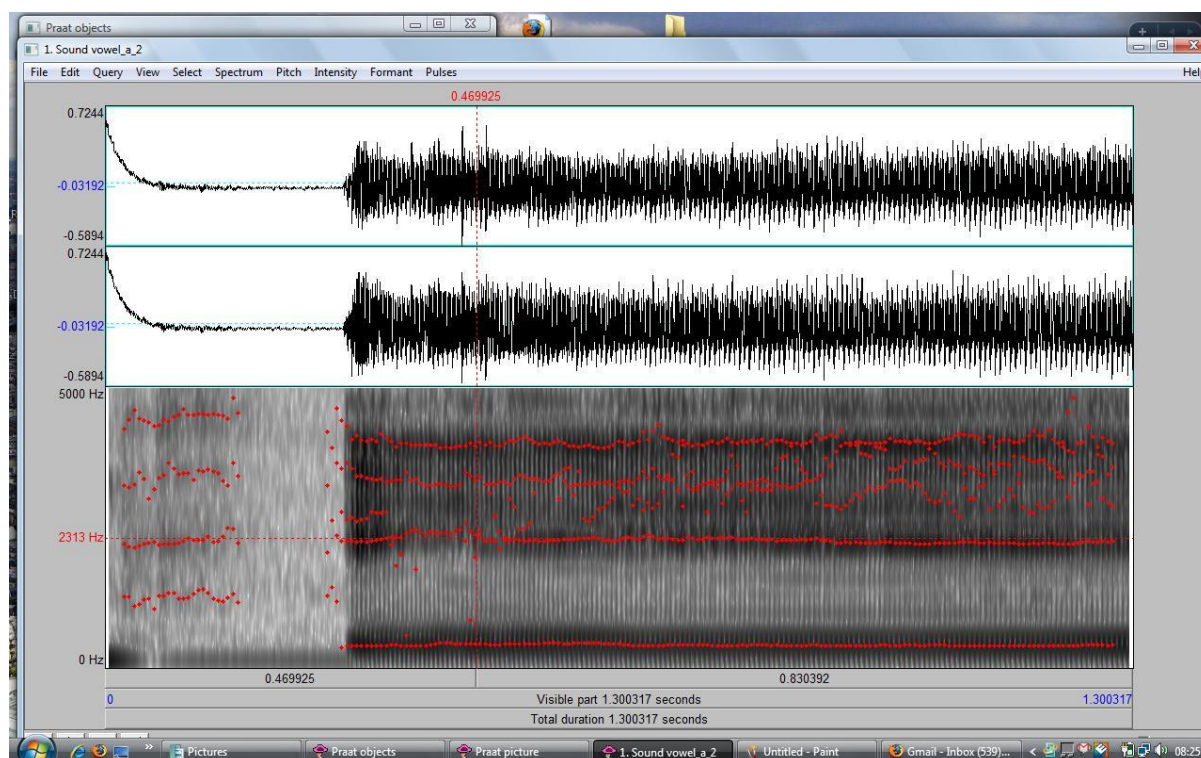 Praat objects
1. Sound vowel_a_2
File Edit Query View Select Spectrum Pitch Intensity Formant Pulses Hel
0.469925
0.7244
-0.03192
-0.5894
0.7244
-0.03192
-0.5894
5000 Hz
2313 Hz
0 Hz
0.469925 0.830392
0 Visible part 1.300317 seconds 1.300317
Total duration 1.300317 seconds
Pictures Praat objects Praat picture 1. Sound vowel_a_2 Untitled - Paint Gmail - Inbox (539)... 08:25